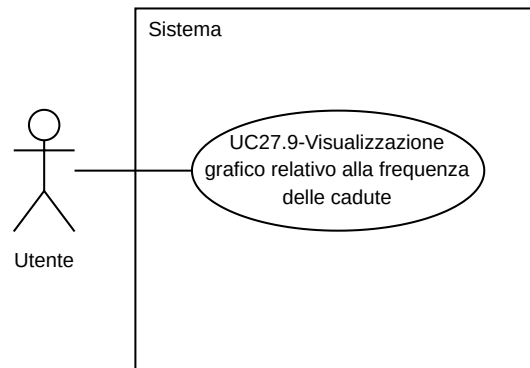 Sistema
UC27.9-Visualizzazione
grafico relativo alla frequenza
delle cadute
Utente